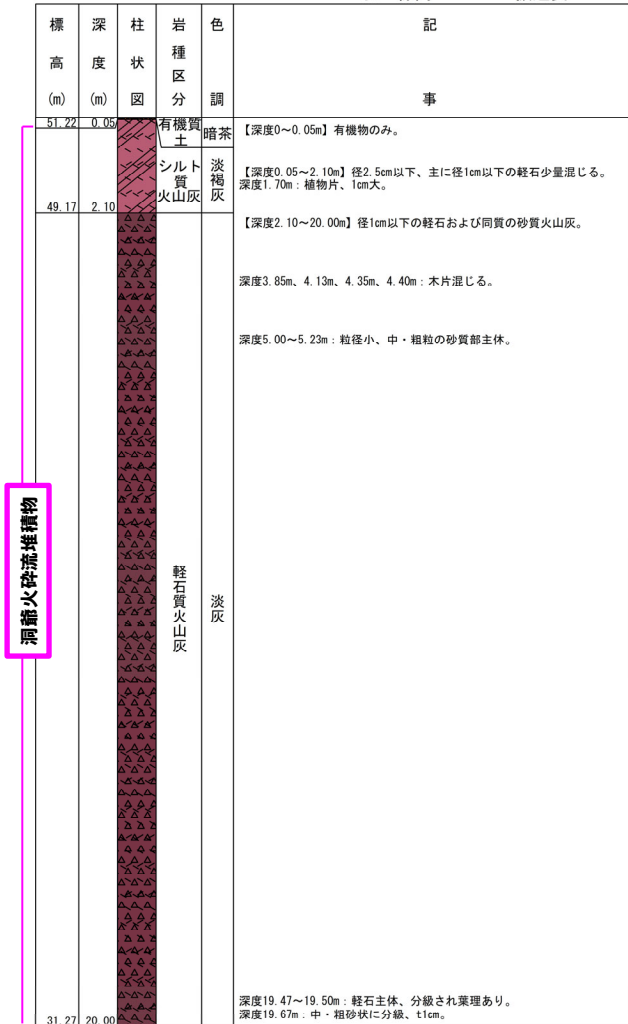 標高(m)
深度(m)
柱状図
岩種区分
色調
記事
51.22 0.05 有機質土 暗茶 【深度0～0.05m】有機物のみ。
シルト質火山灰 淡褐灰 【深度0.05～2.10m】径2.5cm以下、主に径1cm以下の軽石少量混じる。
深度1.70m：植物片、1cm大。
49.17 2.10
【深度2.10～20.00m】径1cm以下の軽石および同質の砂質火山灰。
深度3.85m、4.13m、4.35m、4.40m：木片混じる。
深度5.00～5.23m：粒径小、中・粗粒の砂質部主体。
洞爺火砕流堆積物
軽石質火山灰
淡灰
深度19.47～19.50m：軽石主体、分級され葉理あり。
深度19.67m：中・粗砂状に分級、t1cm。
31.27 20.00